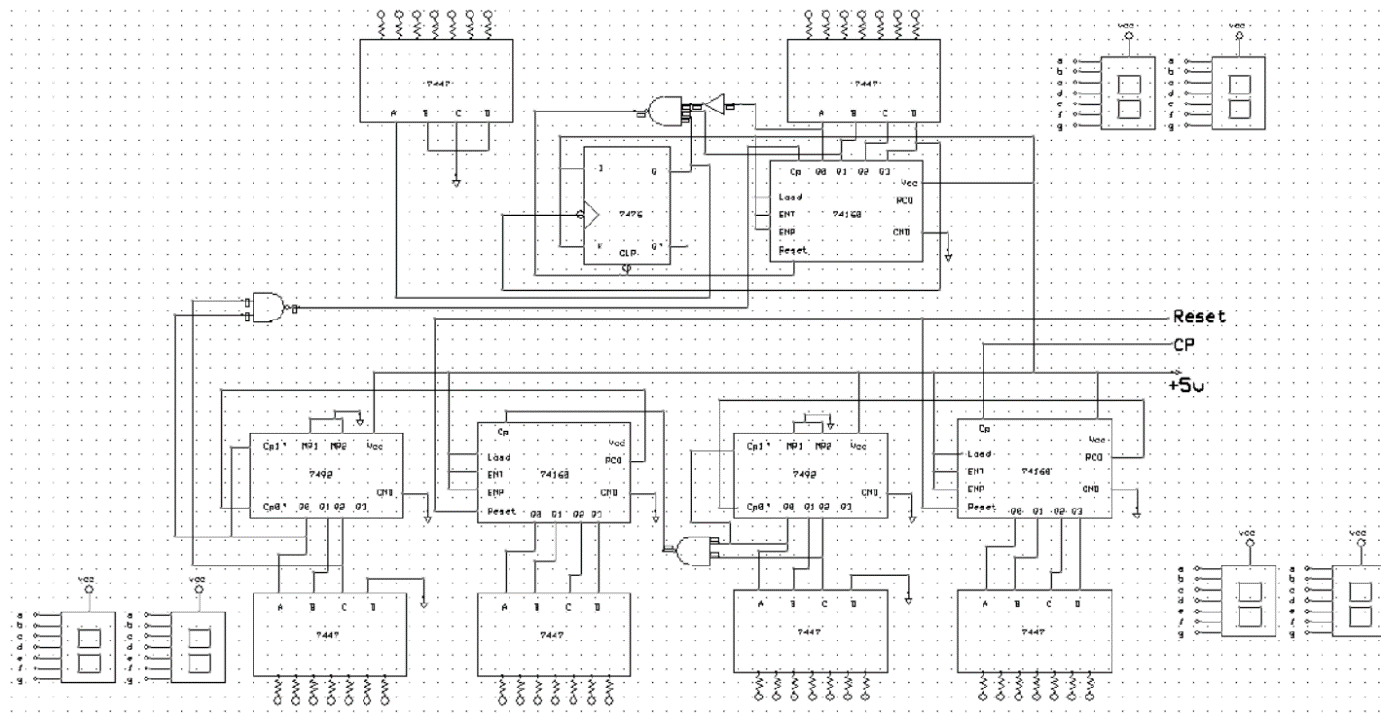 7447
A B C D
7447
A B C D
vcc
a
b
c
d
e
f
g
vcc
a
b
c
d
e
f
g
J
Q
7476
K
Q'
CLR
Cp Q0 Q1 Q2 Q3
Vcc
Load
RCO
ENT
74160
ENP
GND
Reset
Reset
CP
+5v
Cp1' MR1 MR2 Vcc
7492
GND
Cp0' Q0 Q1 Q2 Q3
Cp
Vcc
Load
RCO
ENT
74160
ENP
GND
Reset Q0 Q1 Q2 Q3
Cp1' MR1 MR2 Vcc
7492
GND
Cp0' Q0 Q1 Q2 Q3
Cp
Load
RCO
ENT
74160
ENP
GND
Reset
Q0 Q1 Q2 Q3
vcc
a
b
c
d
e
f
g
vcc
a
b
c
d
e
f
g
A B C D
7447
A B C D
7447
A B C D
7447
A B C D
7447
vcc
a
b
c
d
e
f
g
vcc
a
b
c
d
e
f
g